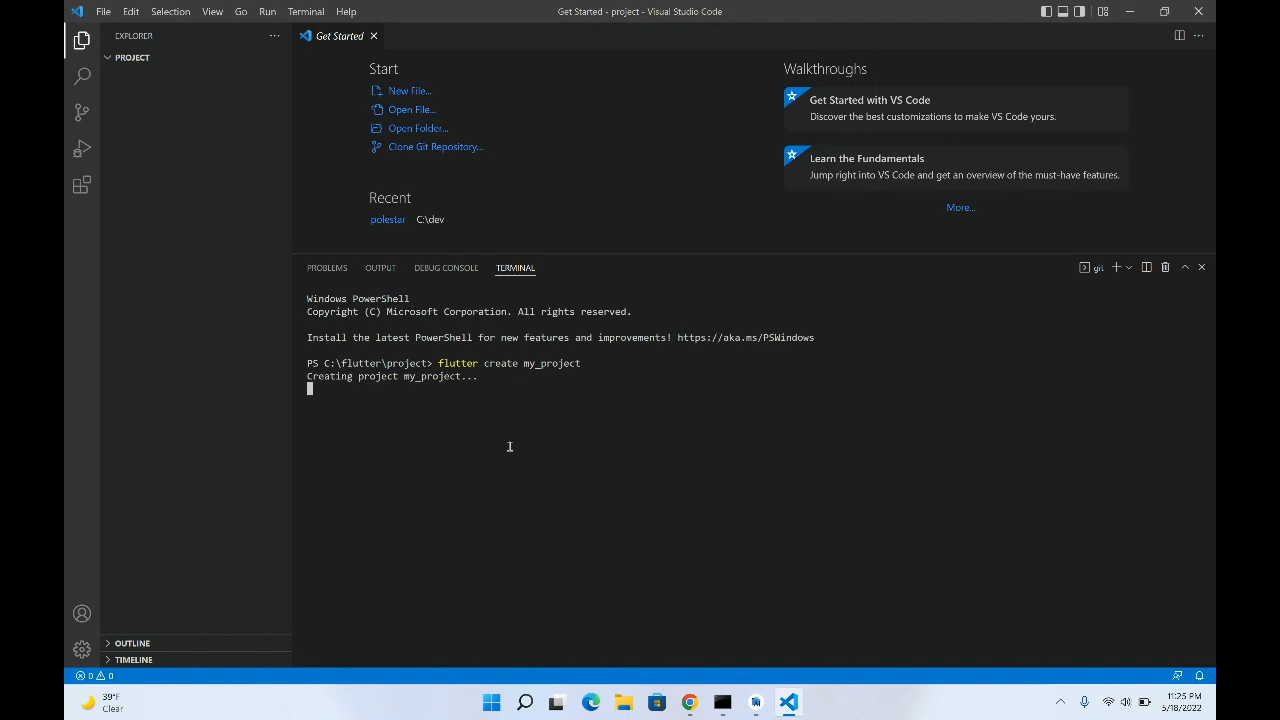 File Edit Selection View Go Run Terminal Help
Get Started - project - Visual Studio Code
EXPLORER
PROJECT
Get Started
Start
New File...
Open File...
Open Folder...
Clone Git Repository...
Recent
polestar C:\dev
Walkthroughs
Get Started with VS Code
Discover the best customizations to make VS Code yours.
Learn the Fundamentals
Jump right into VS Code and get an overview of the must-have features.
More...
PROBLEMS OUTPUT DEBUG CONSOLE TERMINAL
git
Windows PowerShell
Copyright (C) Microsoft Corporation. All rights reserved.
Install the latest PowerShell for new features and improvements! https://aka.ms/PSWindows
PS C:\flutter\project> flutter create my_project
Creating project my_project...
OUTLINE
TIMELINE
0 0
39°F
Clear
11:25 PM
5/18/2022